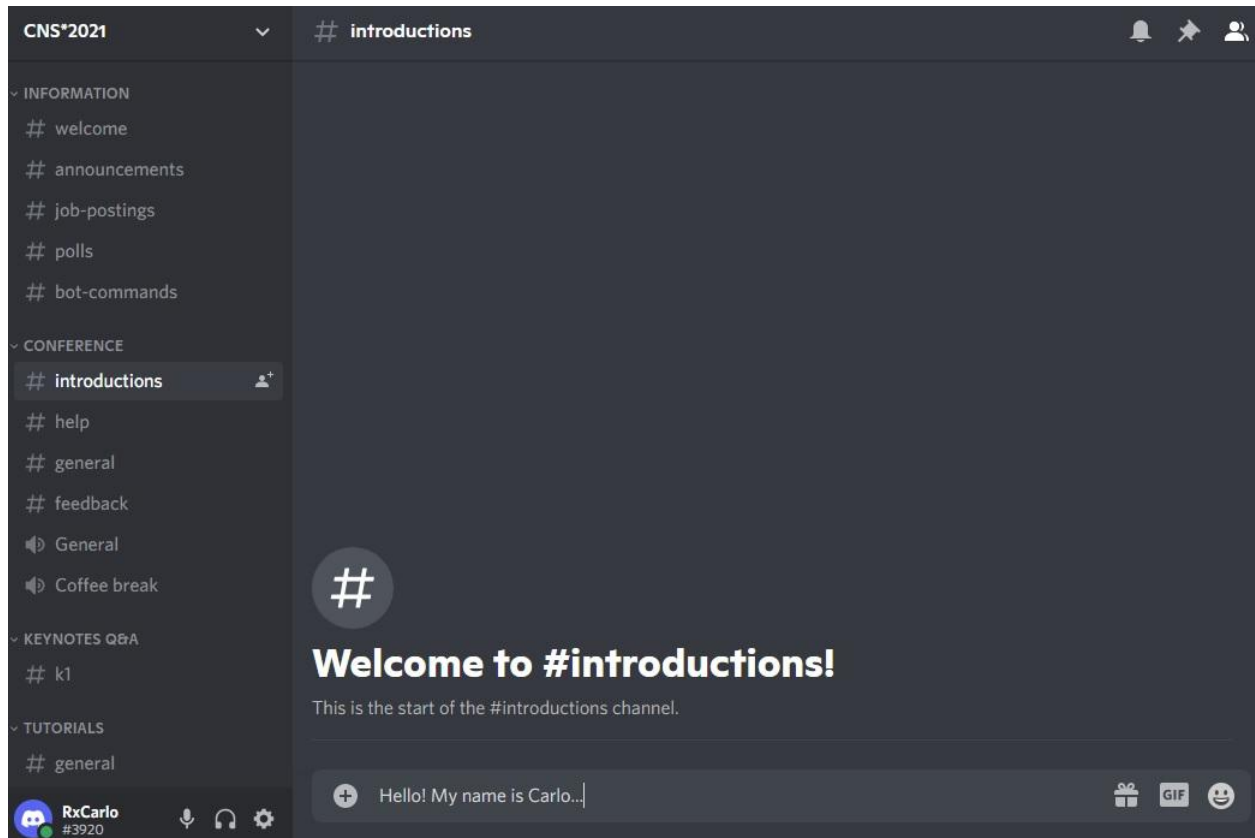 CNS*2021
# introductions
INFORMATION
# welcome
# announcements
# job-postings
# polls
# bot-commands
CONFERENCE
# introductions
# help
# general
# feedback
General
Coffee break
KEYNOTES Q&A
# k1
TUTORIALS
# general
RxCarlo
#3920
#
Welcome to #introductions!
This is the start of the #introductions channel.
Hello! My name is Carlo...
GIF